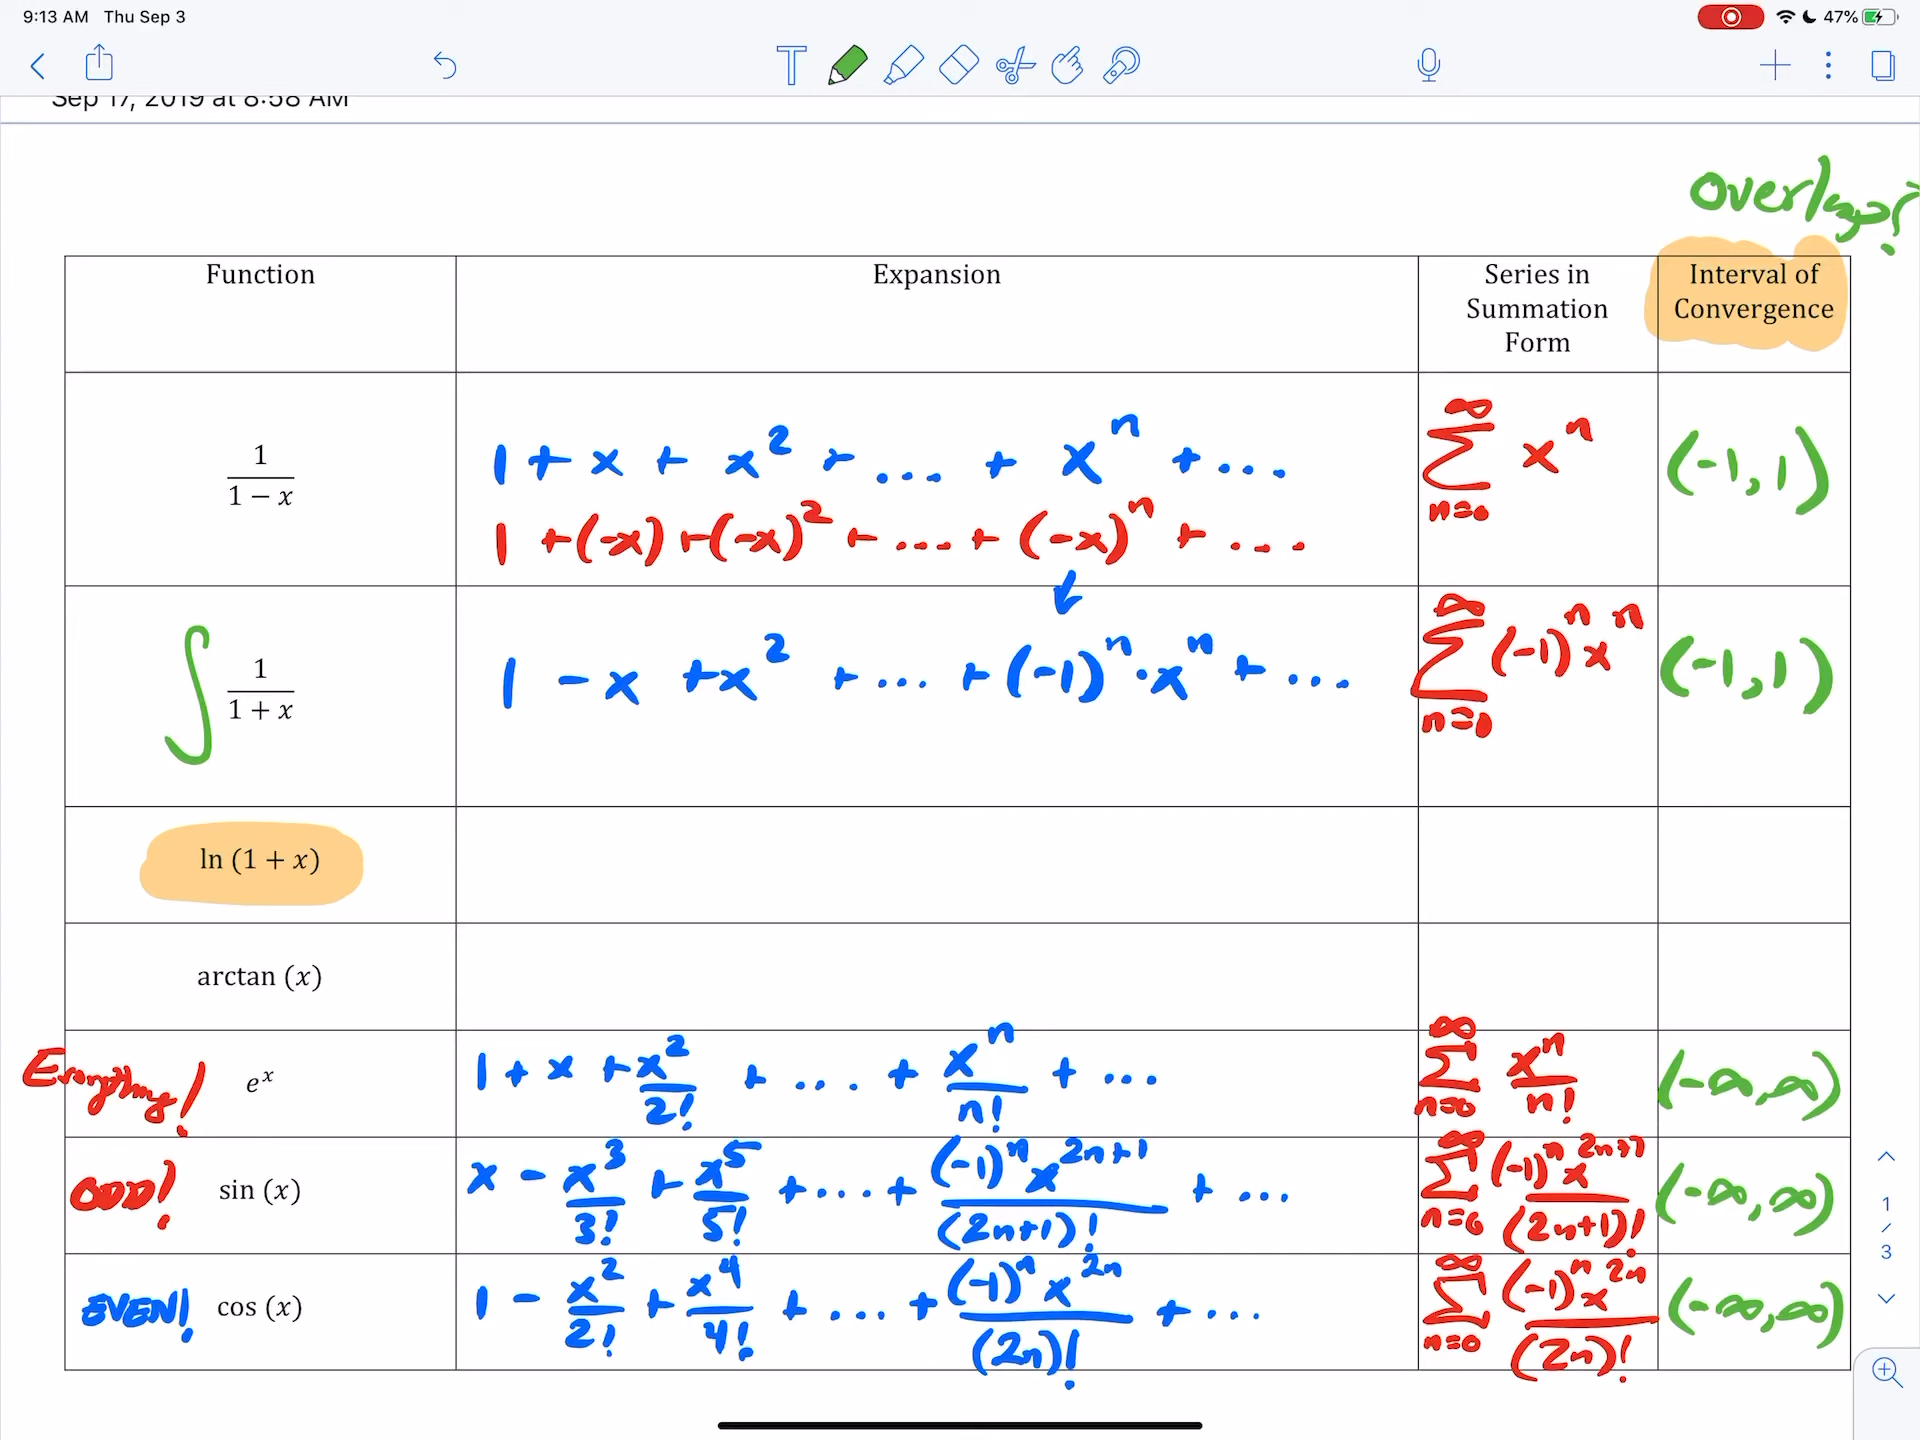 9:13 AM Thu Sep 3
47%
Sep 17, 2019 at 8:58 AM
overlap?
Function Expansion Series in Summation Form Interval of Convergence
1/(1 − x)
1 + x + x² + ... + xⁿ + ...
1 + (-x) + (-x)² + .... + (-x)ⁿ + ....
∞ Σ n=0 xⁿ
(-1, 1)
∫ 1/(1 + x)
1 - x + x² + ... + (-1)ⁿ · xⁿ + ...
∞ Σ n=0 (-1)ⁿ xⁿ
(-1, 1)
ln (1 + x)
arctan (x)
Everything! eˣ
1 + x + x²/2! + .... + xⁿ/n! + ...
∞ Σ n=0 xⁿ/n!
(-∞, ∞)
ODD! sin (x)
x - x³/3! + x⁵/5! + .... + (-1)ⁿ x²ⁿ⁺¹/(2n+1)! + ...
∞ Σ n=0 (-1)ⁿ x²ⁿ⁺¹/(2n+1)!
(-∞, ∞)
EVEN! cos (x)
1 - x²/2! + x⁴/4! + ... + (-1)ⁿ x²ⁿ/(2n)! + ...
∞ Σ n=0 (-1)ⁿ x²ⁿ/(2n)!
(-∞, ∞)
1
/
3